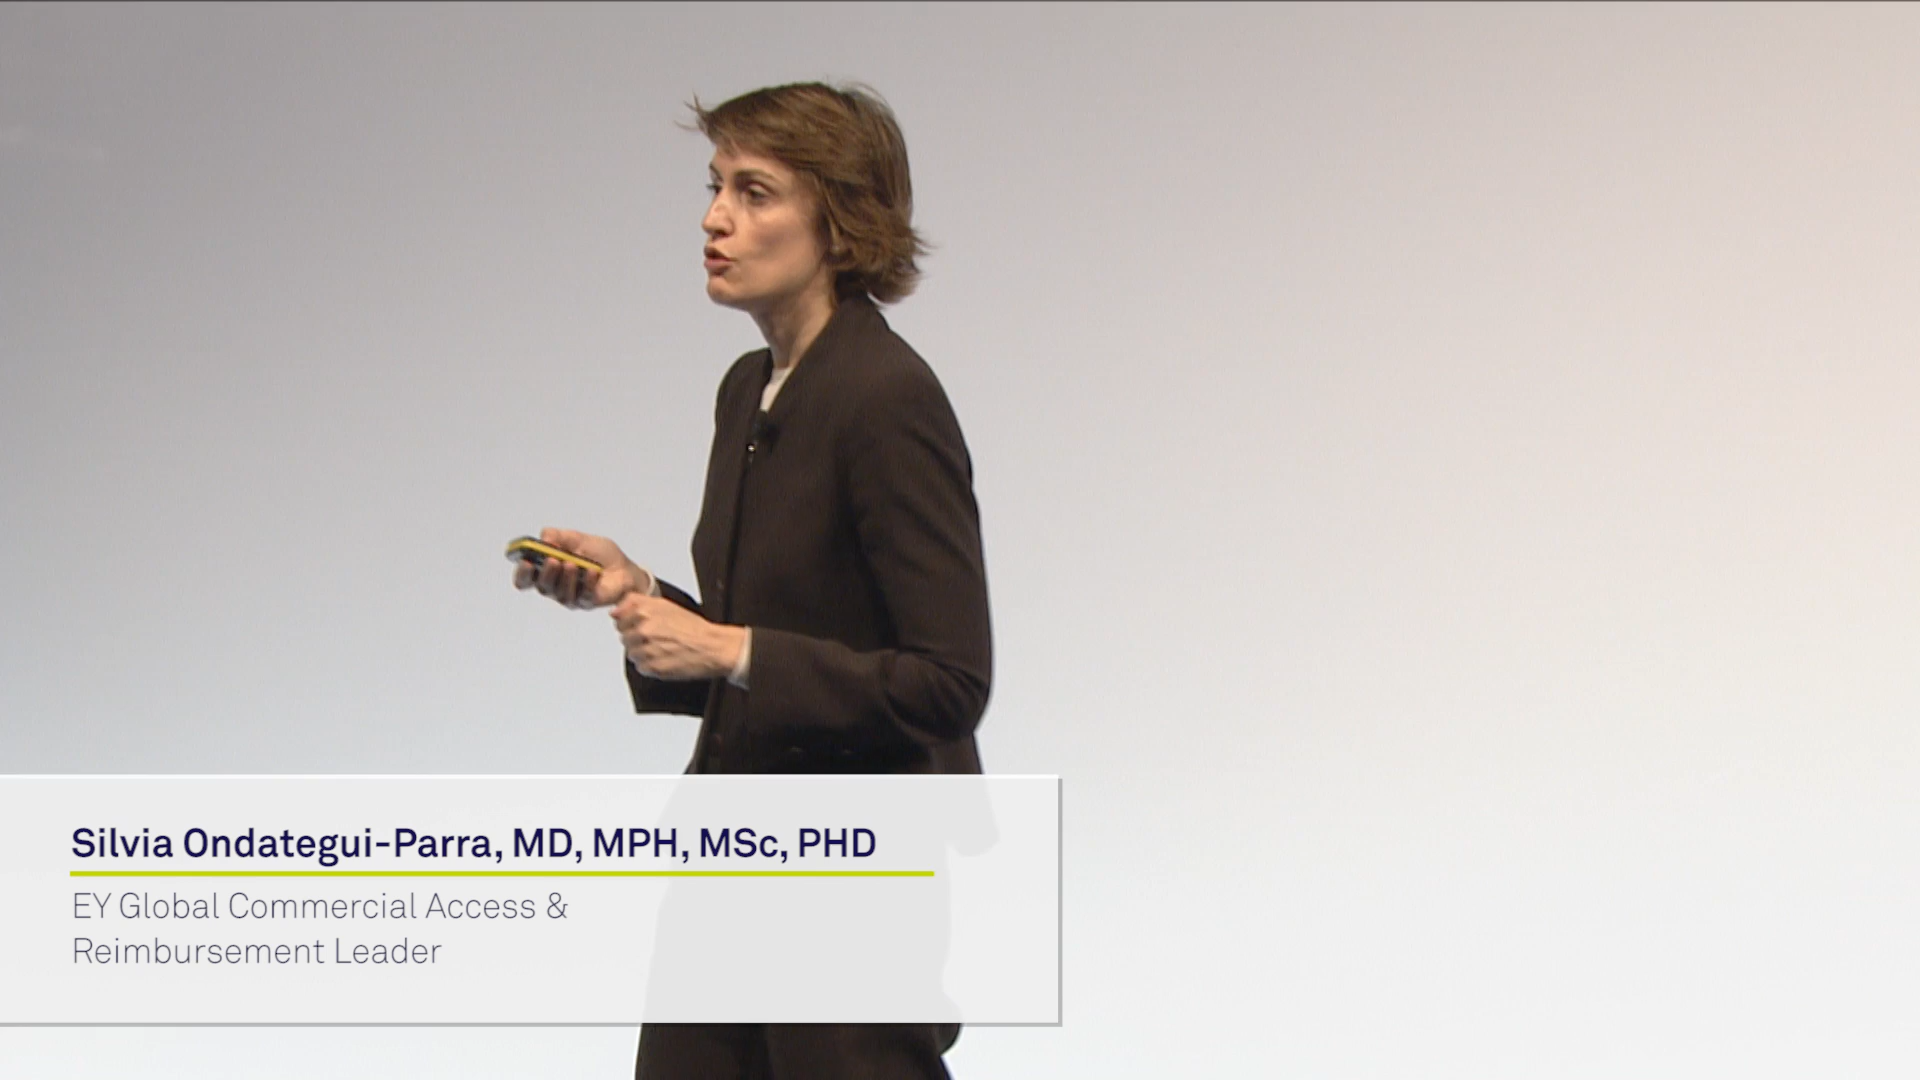 Silvia Ondategui-Parra, MD, MPH, MSc, PHD
EY Global Commercial Access &
Reimbursement Leader